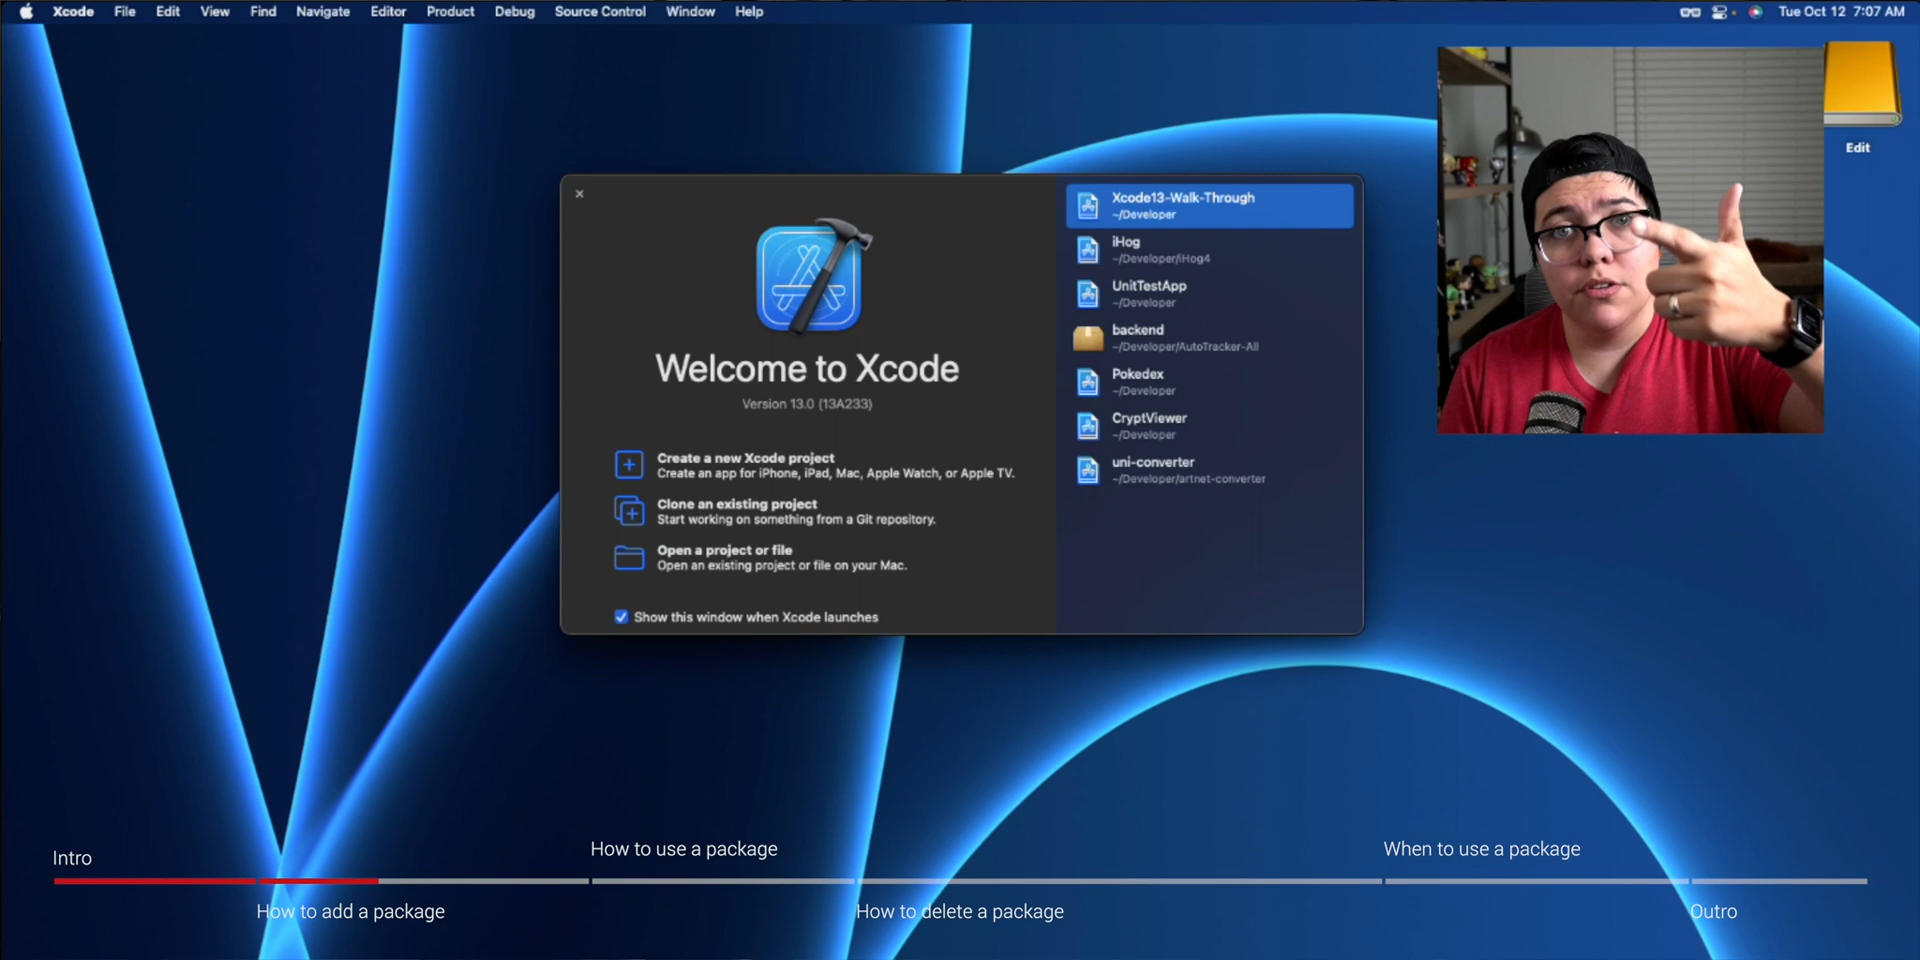 Xcode File Edit View Find Navigate Editor Product Debug Source Control Window Help Tue Oct 12 7:07 AM
Edit
Welcome to Xcode
Version 13.0 (13A233)
Create a new Xcode project
Create an app for iPhone, iPad, Mac, Apple Watch, or Apple TV.
Clone an existing project
Start working on something from a Git repository.
Open a project or file
Open an existing project or file on your Mac.
Show this window when Xcode launches
Xcode13-Walk-Through
~/Developer
iHog
~/Developer/iHog4
UnitTestApp
~/Developer
backend
~/Developer/AutoTracker-All
Pokedex
~/Developer
CryptViewer
~/Developer
uni-converter
~/Developer/artnet-converter
Intro
How to add a package
How to use a package
How to delete a package
When to use a package
Outro